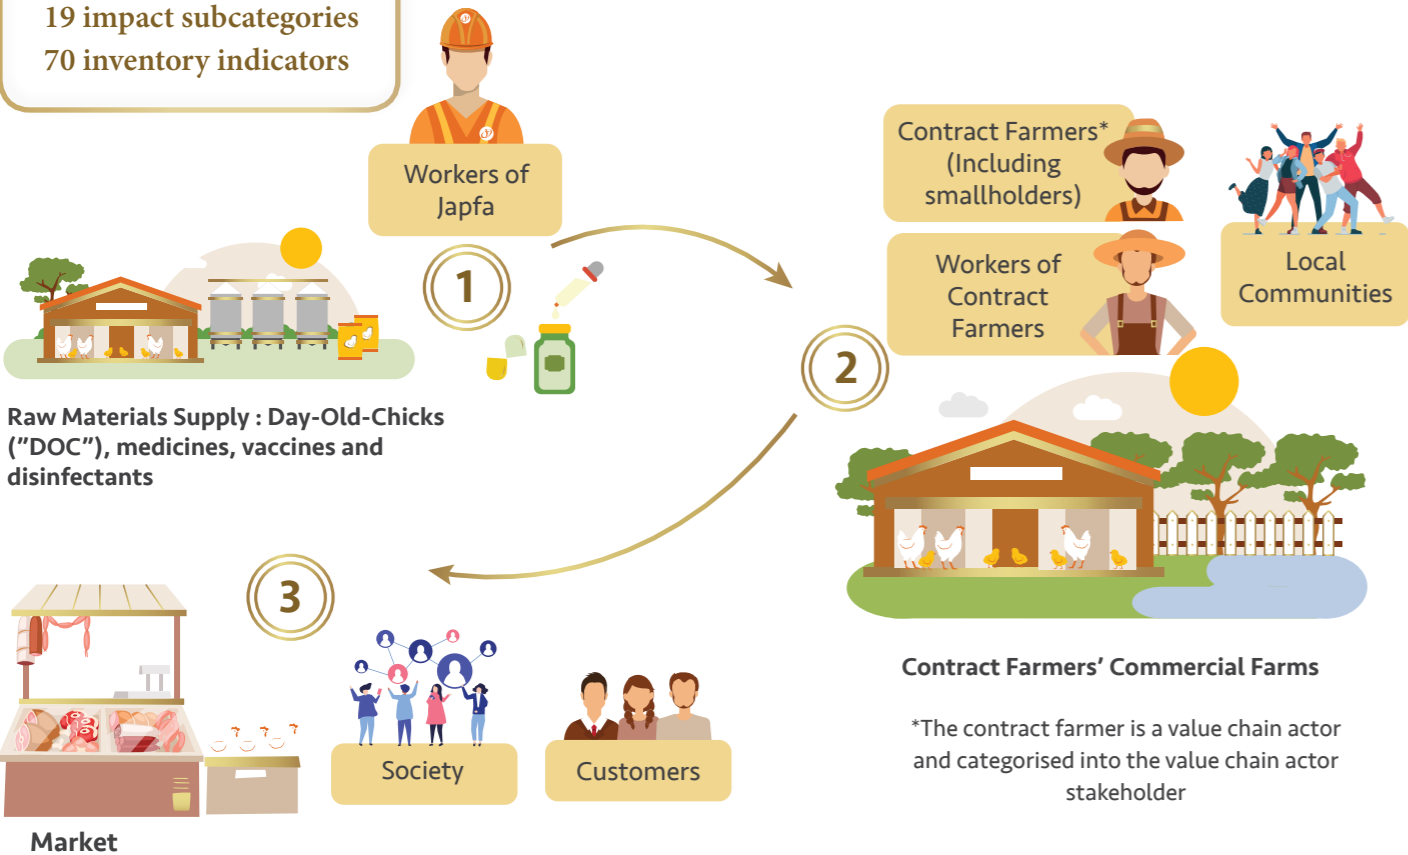 19 impact subcategories
70 inventory indicators
Workers of
Japfa
1
Raw Materials Supply : Day-Old-Chicks
(”DOC”), medicines, vaccines and
disinfectants
Contract Farmers*
(Including
smallholders)
Workers of
Contract
Farmers
Local
Communities
2
Contract Farmers’ Commercial Farms
*The contract farmer is a value chain actor
and categorised into the value chain actor
stakeholder
3
Society
Customers
Market